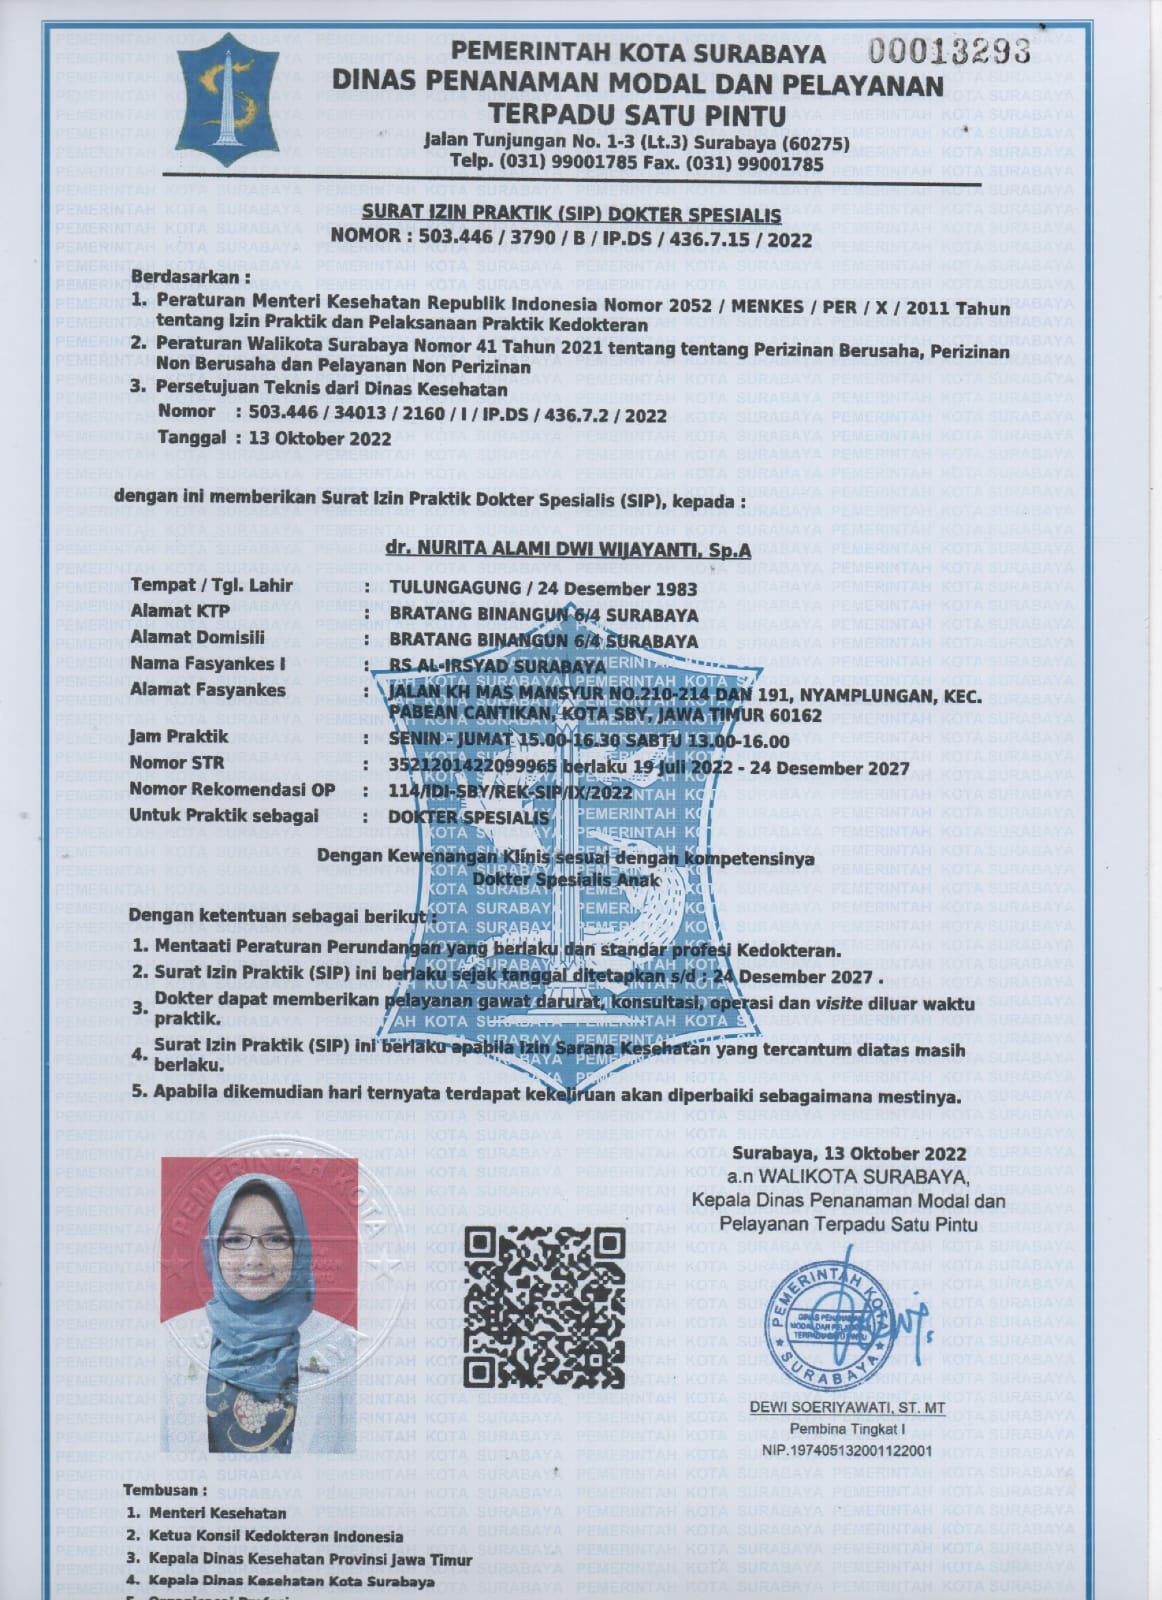 PEMERINTAH KOTA SURABAYA
00013293
DINAS PENANAMAN MODAL DAN PELAYANAN
TERPADU SATU PINTU
Jalan Tunjungan No. 1-3 (Lt.3) Surabaya (60275)
Telp. (031) 99001785 Fax. (031) 99001785
SURAT IZIN PRAKTIK (SIP) DOKTER SPESIALIS
NOMOR : 503.446 / / B / IP.DS / 436.7.15 / 2022
Berdasarkan :
1. Peraturan Menteri Kesehatan Republik Indonesia Nomor 2052 / MENKES / PER / X / 2011 Tahun
tentang Izin Praktik dan Pelaksanaan Praktik Kedokteran
2. Peraturan Walikota Surabaya Nomor 41 Tahun 2021 tentang tentang Perizinan Berusaha, Perizinan
Non Berusaha dan Pelayanan Non Perizinan
3. Persetujuan Teknis dari Dinas Kesehatan
Nomor : 503.446 / 34013 / 2160 / I / IP.DS / 436.7.2 / 2022
Tanggal : 13 Oktober 2022
dengan ini memberikan Surat Izin Praktik Dokter Spesialis (SIP), kepada :
dr. NURITA ALAMI DWI WIJAYANTI, Sp.A
Tempat / Tgl. Lahir : TULUNGAGUNG / 24 Desember 1983
Alamat KTP : BRATANG BINANGUN 6/4 SURABAYA
Alamat Domisili : BRATANG BINANGUN 6/4 SURABAYA
Nama Fasyankes I : RS AL-IRSYAD SURABAYA
Alamat Fasyankes : JALAN KH MAS MANSYUR NO.210-214 DAN 191, NYAMPLUNGAN, KEC.
PABEAN CANTIKAN, KOTA SBY, JAWA TIMUR 60162
Jam Praktik : SENIN - JUMAT 15.00-16.30 SABTU 13.00-16.00
Nomor STR : 3521201422099965 berlaku 19 Juli 2022 - 24 Desember 2027
Nomor Rekomendasi OP : 114/IDI-SBY/REK-SIP/IX/2022
Untuk Praktik sebagai : DOKTER SPESIALIS
Dengan Kewenangan Klinis sesuai dengan kompetensinya
Dokter Spesialis Anak
Dengan ketentuan sebagai berikut :
1. Mentaati Peraturan Perundangan yang berlaku dan standar profesi Kedokteran.
2. Surat Izin Praktik (SIP) ini berlaku sejak tanggal ditetapkan s/d : 24 Desember 2027 .
3. Dokter dapat memberikan pelayanan gawat darurat, konsultasi, operasi dan visite diluar waktu
praktik.
4. Surat Izin Praktik (SIP) ini berlaku apabila Izin Sarana Kesehatan yang tercantum diatas masih
berlaku.
5. Apabila dikemudian hari ternyata terdapat kekeliruan akan diperbaiki sebagaimana mestinya.
Surabaya, 13 Oktober 2022
a.n WALIKOTA SURABAYA,
Kepala Dinas Penanaman Modal dan
Pelayanan Terpadu Satu Pintu
PEMERINTAH KOTA
DINAS PENANAMAN
MODAL DAN PELAYANAN
TERPADU SATU PINTU
SURABAYA
DEWI SOERIYAWATI, ST. MT
Pembina Tingkat I
NIP.197405132001122001
Tembusan :
1. Menteri Kesehatan
2. Ketua Konsil Kedokteran Indonesia
3. Kepala Dinas Kesehatan Provinsi Jawa Timur
4. Kepala Dinas Kesehatan Kota Surabaya